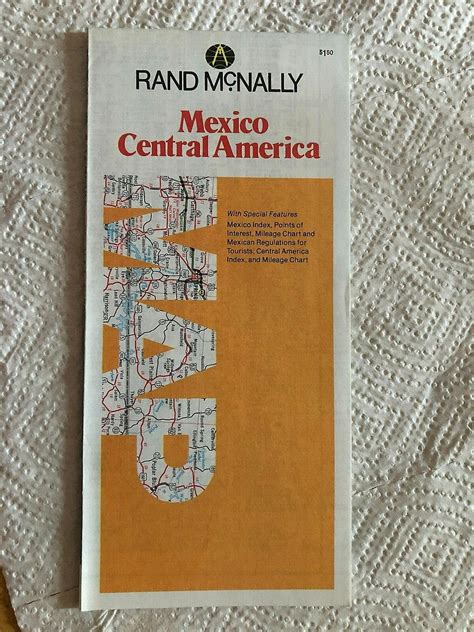 $1.50
RAND McNALLY
Mexico
Central America
With Special Features
Mexico Index, Points of
Interest, Mileage Chart and
Mexican Regulations for
Tourists; Central America
Index, and Mileage Chart
MAP